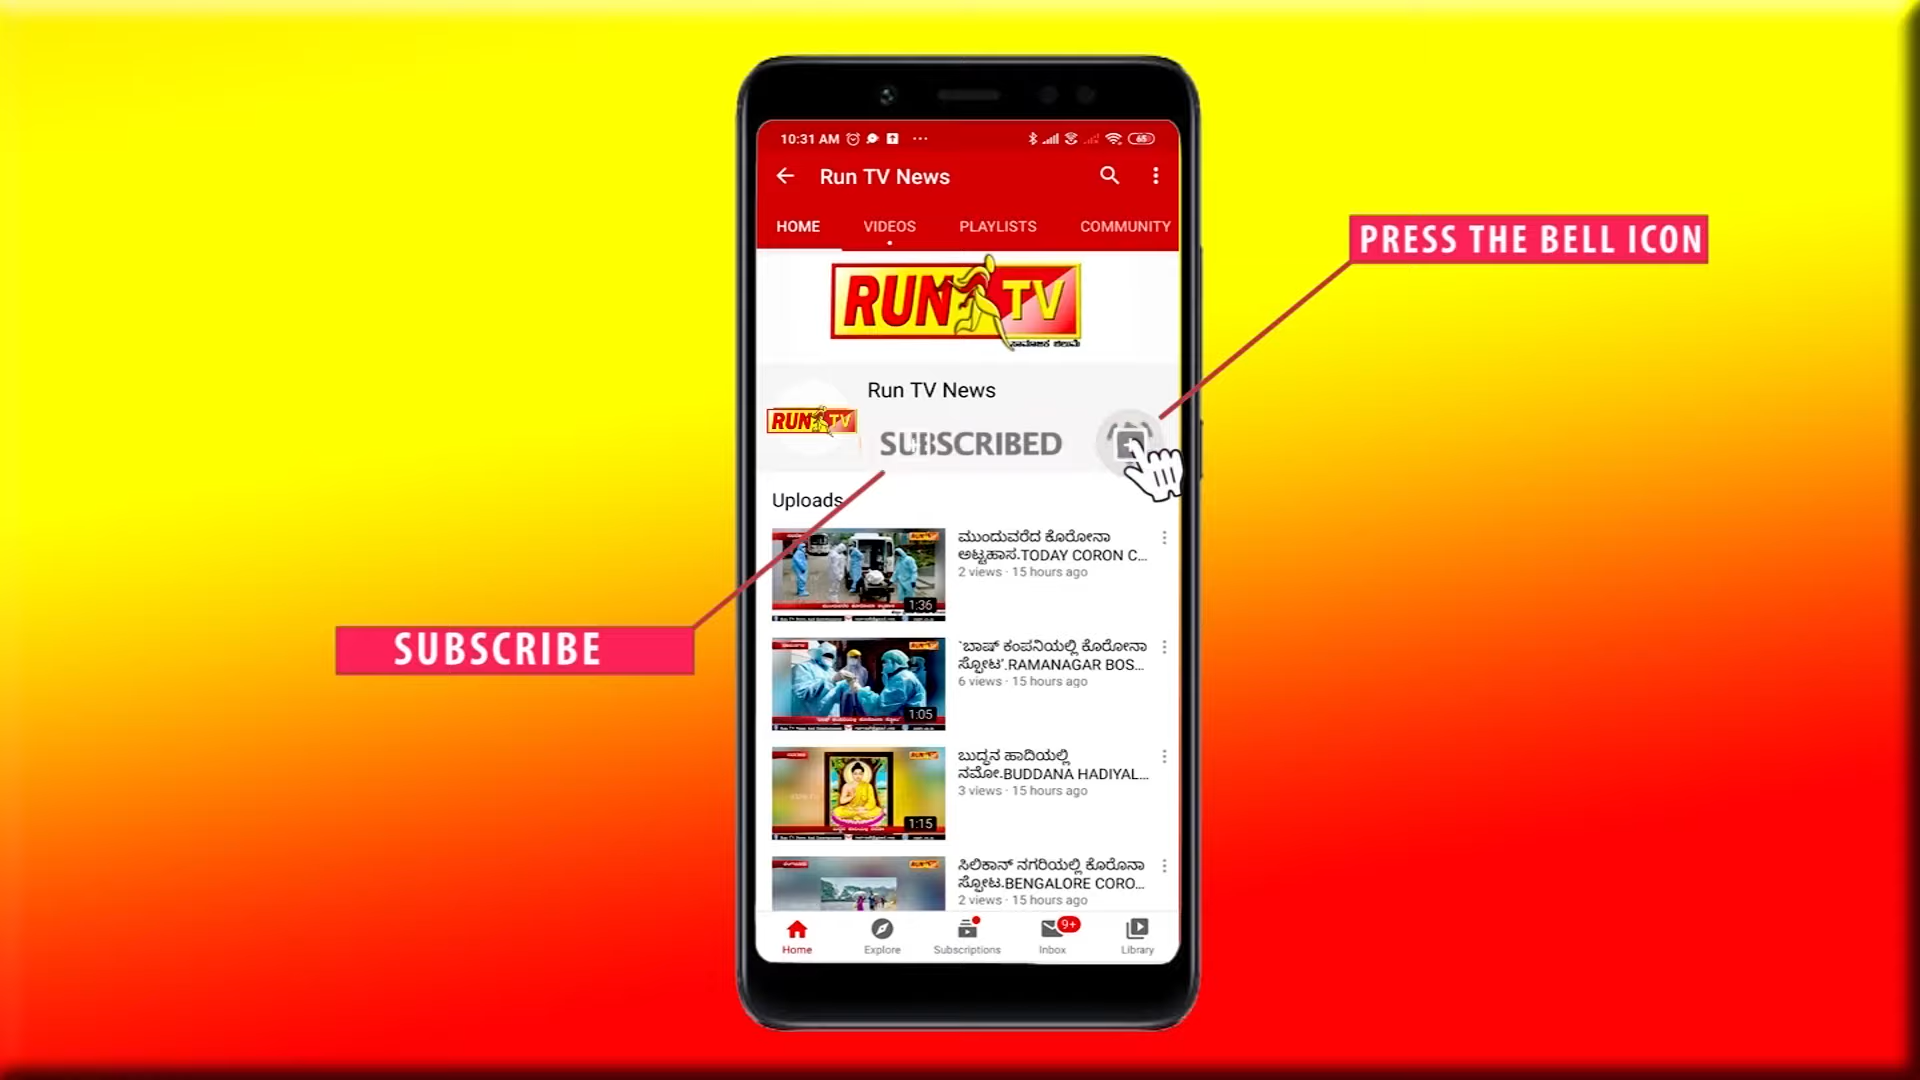 10:31 AM
65
Run TV News
HOME VIDEOS PLAYLISTS COMMUNITY
PRESS THE BELL ICON
RUN TV
ಸಾಮಾಜಿಕ ಚಿಲುಮೆ
Run TV News
RUN TV
SUBSCRIBED
Uploads
ಮುಂದುವರೆದ ಕೊರೋನಾ
ಅಟ್ಟಹಾಸ.TODAY CORON C...
2 views · 15 hours ago
1:36
SUBSCRIBE
`ಬಾಷ್ ಕಂಪನಿಯಲ್ಲಿ ಕೊರೋನಾ
ಸ್ಫೋಟ'.RAMANAGAR BOS...
6 views · 15 hours ago
1:05
ಬುದ್ಧನ ಹಾದಿಯಲ್ಲಿ
ನಮೋ.BUDDANA HADIYAL...
3 views · 15 hours ago
1:15
ಸಿಲಿಕಾನ್ ನಗರಿಯಲ್ಲಿ ಕೊರೊನಾ
ಸ್ಫೋಟ.BENGALORE CORO...
2 views · 15 hours ago
9+
Home Explore Subscriptions Inbox Library